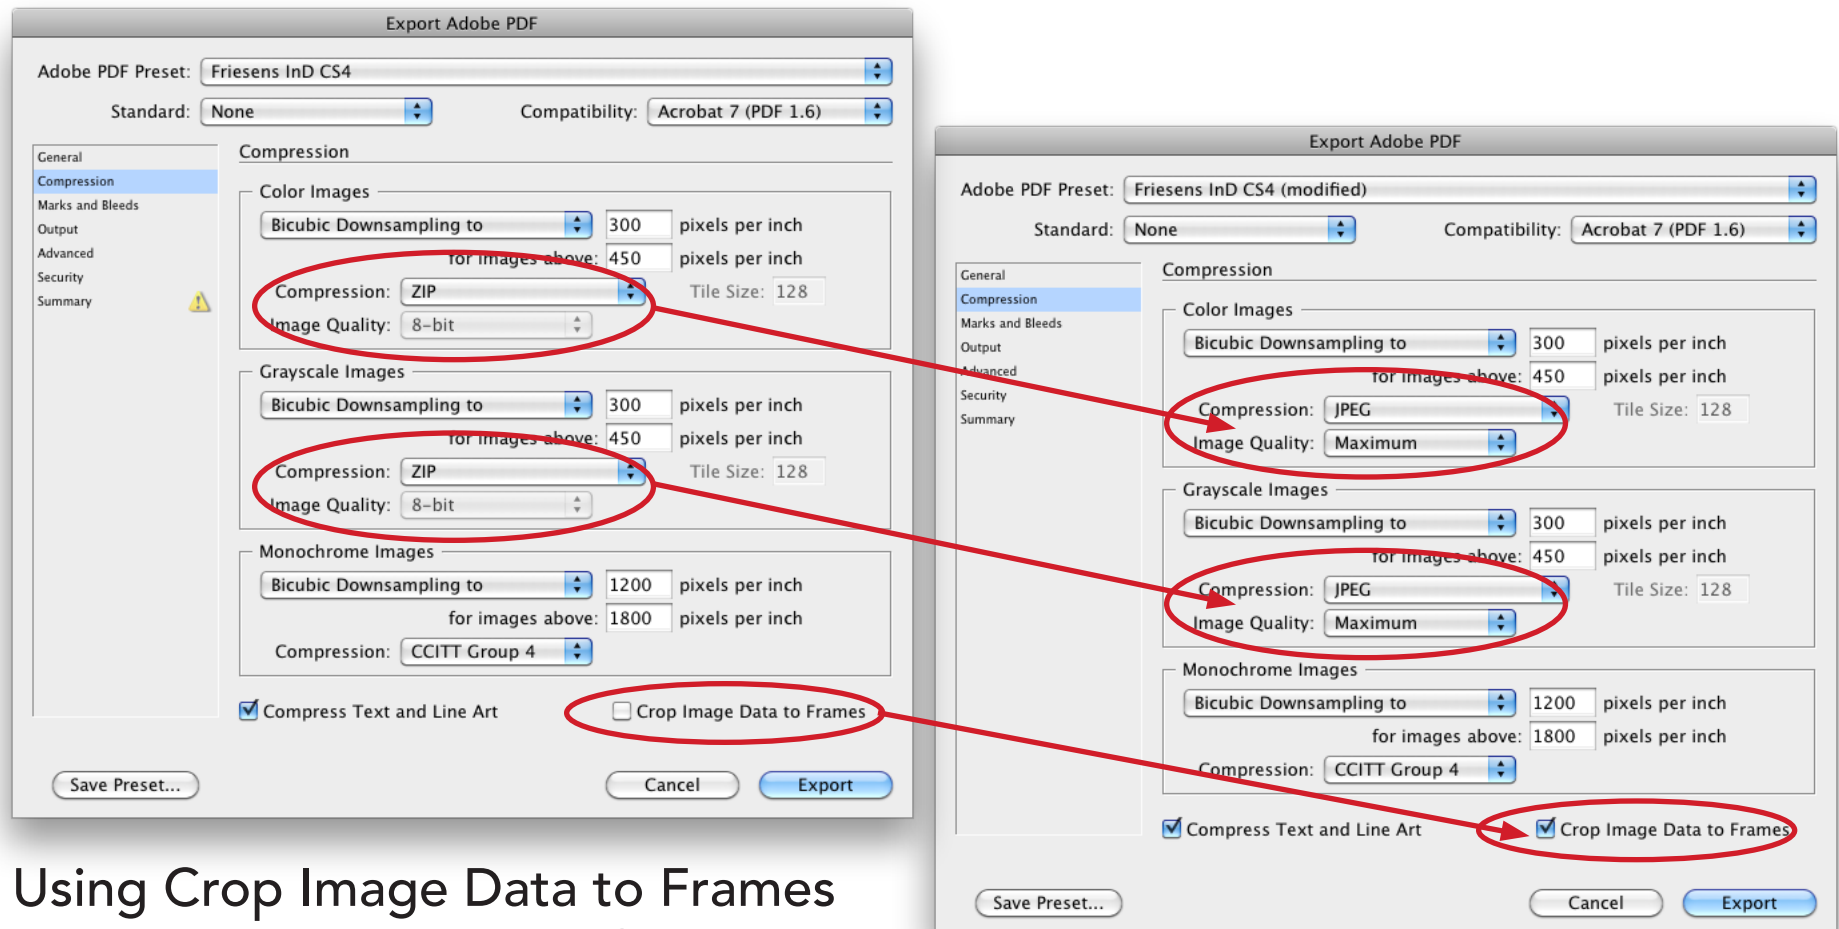 Export Adobe PDF
Adobe PDF Preset: Friesens InD CS4
Standard: None Compatibility: Acrobat 7 (PDF 1.6)
General
Compression
Marks and Bleeds
Output
Advanced
Security
Summary
Compression
Color Images
Bicubic Downsampling to 300 pixels per inch
for images above: 450 pixels per inch
Compression: ZIP Tile Size: 128
Image Quality: 8-bit
Grayscale Images
Bicubic Downsampling to 300 pixels per inch
for images above: 450 pixels per inch
Compression: ZIP Tile Size: 128
Image Quality: 8-bit
Monochrome Images
Bicubic Downsampling to 1200 pixels per inch
for images above: 1800 pixels per inch
Compression: CCITT Group 4
Compress Text and Line Art Crop Image Data to Frames
Save Preset... Cancel Export
Using Crop Image Data to Frames
Export Adobe PDF
Adobe PDF Preset: Friesens InD CS4 (modified)
Standard: None Compatibility: Acrobat 7 (PDF 1.6)
General
Compression
Marks and Bleeds
Output
Advanced
Security
Summary
Compression
Color Images
Bicubic Downsampling to 300 pixels per inch
for images above: 450 pixels per inch
Compression: JPEG Tile Size: 128
Image Quality: Maximum
Grayscale Images
Bicubic Downsampling to 300 pixels per inch
for images above: 450 pixels per inch
Compression: JPEG Tile Size: 128
Image Quality: Maximum
Monochrome Images
Bicubic Downsampling to 1200 pixels per inch
for images above: 1800 pixels per inch
Compression: CCITT Group 4
Compress Text and Line Art Crop Image Data to Frames
Save Preset... Cancel Export